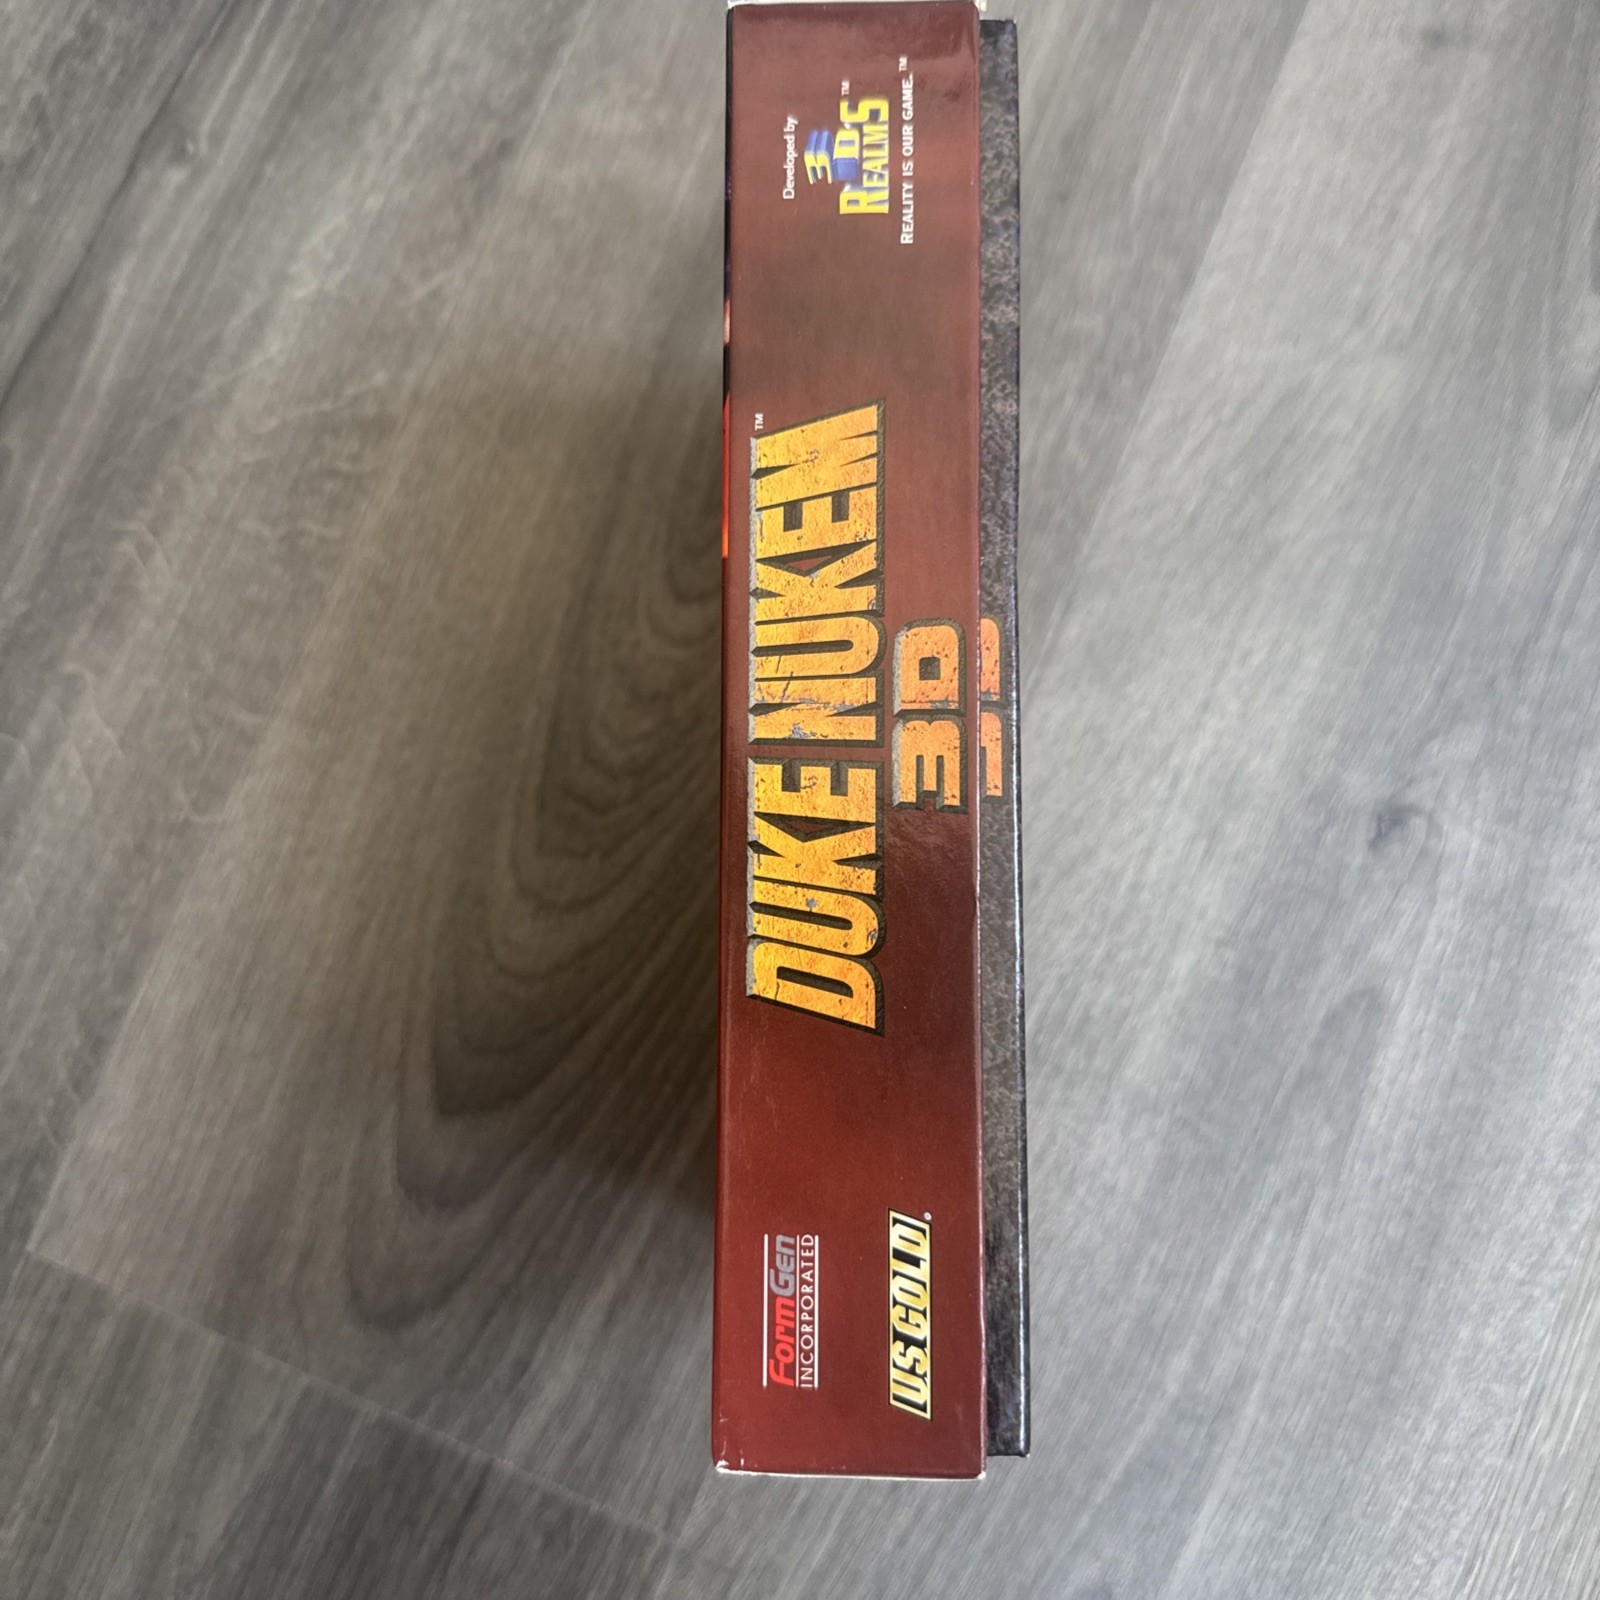 FormGen
INCORPORATED
U.S. GOLD®
DUKE NUKEM™
3D
Developed by
3D REALMS™
REALITY IS OUR GAME.™